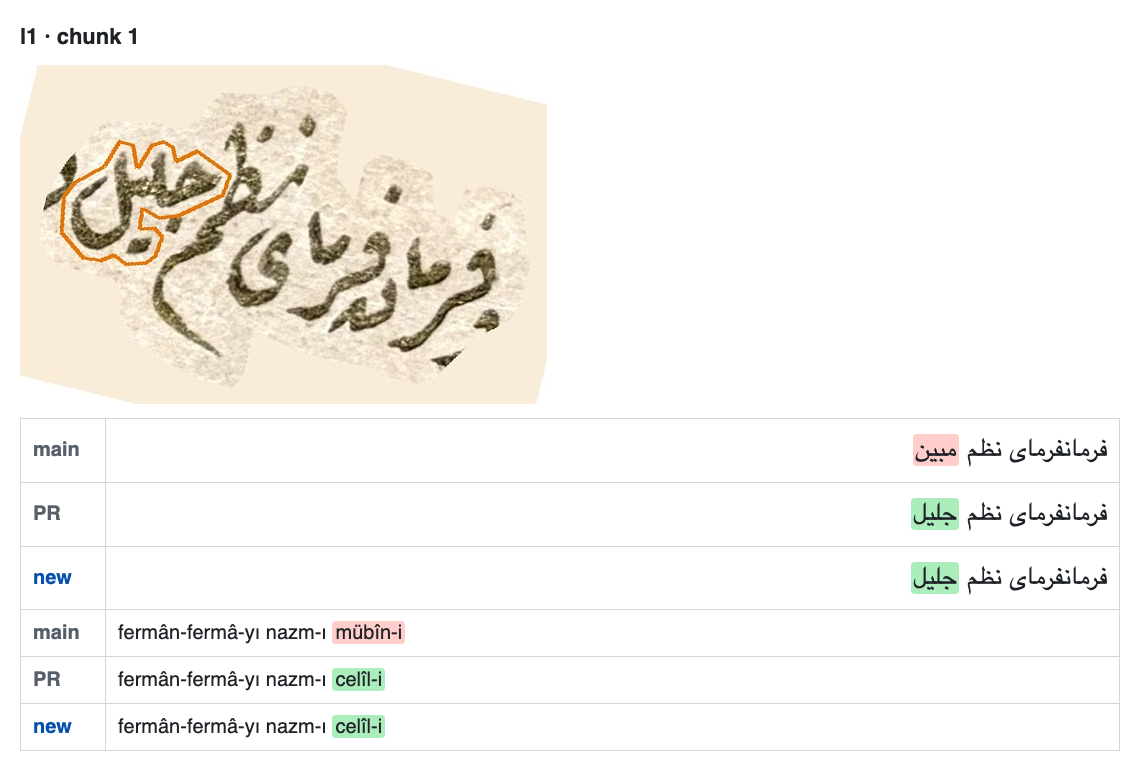 l1 · chunk 1
فرمانفرمای نظم جلیل
main فرمانفرمای نظم مبین
PR فرمانفرمای نظم جلیل
new فرمانفرمای نظم جلیل
main fermân-fermâ-yı nazm-ı mübîn-i
PR fermân-fermâ-yı nazm-ı celîl-i
new fermân-fermâ-yı nazm-ı celîl-i